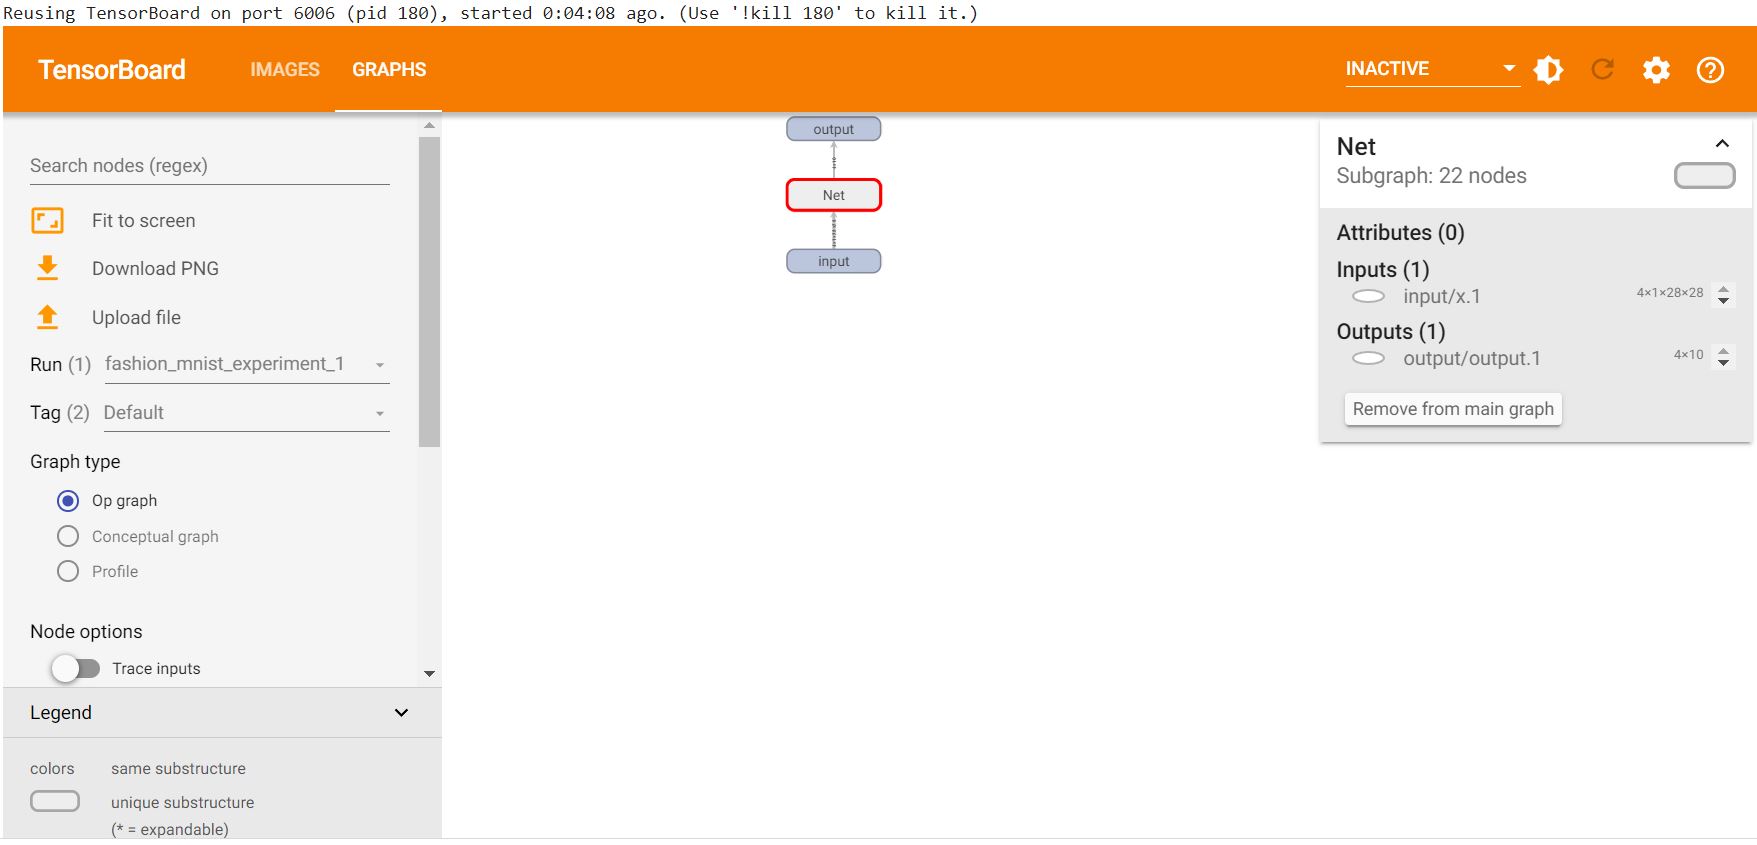 Reusing TensorBoard on port 6006 (pid 180), started 0:04:08 ago. (Use '!kill 180' to kill it.)
TensorBoard
IMAGES
GRAPHS
INACTIVE
Search nodes (regex)
Fit to screen
Download PNG
Upload file
Run (1) fashion_mnist_experiment_1
Tag (2) Default
Graph type
Op graph
Conceptual graph
Profile
Node options
Trace inputs
Legend
colors same substructure
unique substructure
(* = expandable)
output
Net
input
Net
Subgraph: 22 nodes
Attributes (0)
Inputs (1)
input/x.1 4×1×28×28
Outputs (1)
output/output.1 4×10
Remove from main graph